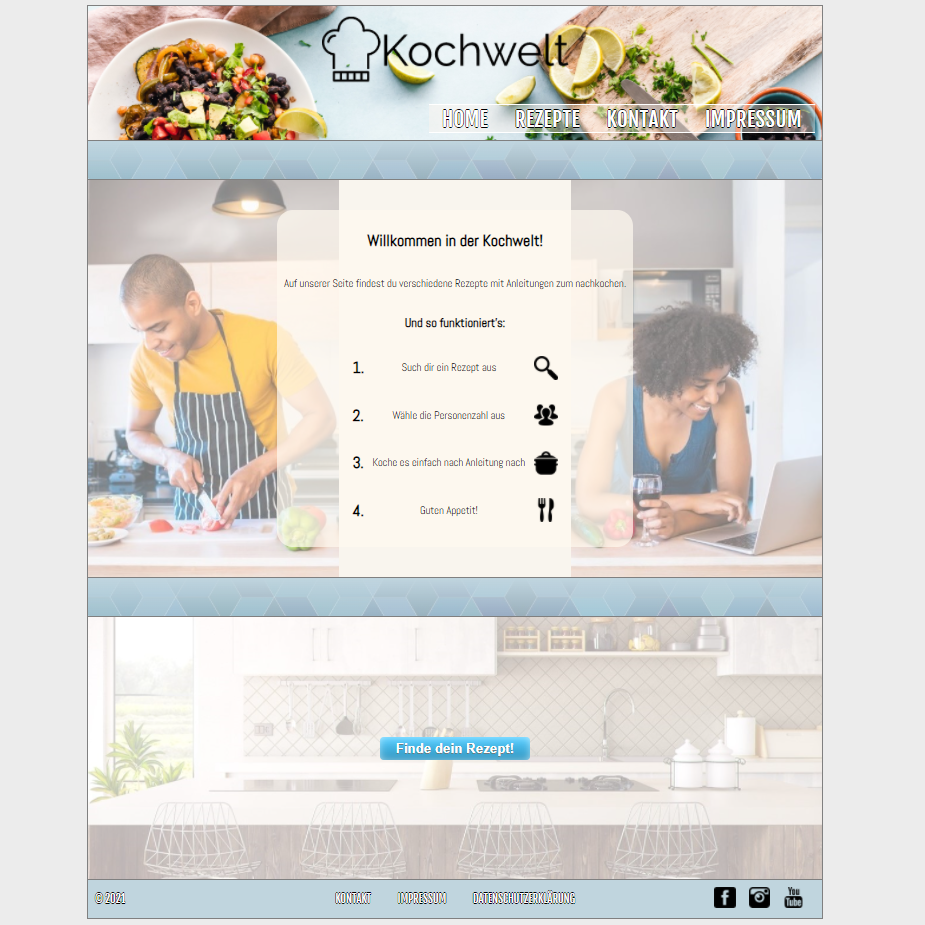 Kochwelt
HOME REZEPTE KONTAKT IMPRESSUM
Willkommen in der Kochwelt!
Auf unserer Seite findest du verschiedene Rezepte mit Anleitungen zum nachkochen.
Und so funktioniert's:
1. Such dir ein Rezept aus
2. Wähle die Personenzahl aus
3. Koche es einfach nach Anleitung nach
4. Guten Appetit!
Finde dein Rezept!
© 2021 KONTAKT IMPRESSUM DATENSCHUTZERKLÄRUNG
You
Tube